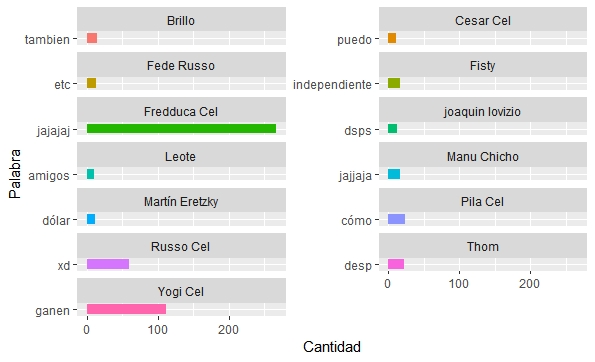 Brillo
tambien
Cesar Cel
puedo
Fede Russo
etc
Fisty
independiente
Fredduca Cel
jajajaj
joaquin lovizio
dsps
Leote
amigos
Manu Chicho
jajjaja
Martín Eretzky
dólar
Pila Cel
cómo
Russo Cel
xd
Thom
desp
Yogi Cel
ganen
0 100 200
0 100 200
Palabra
Cantidad